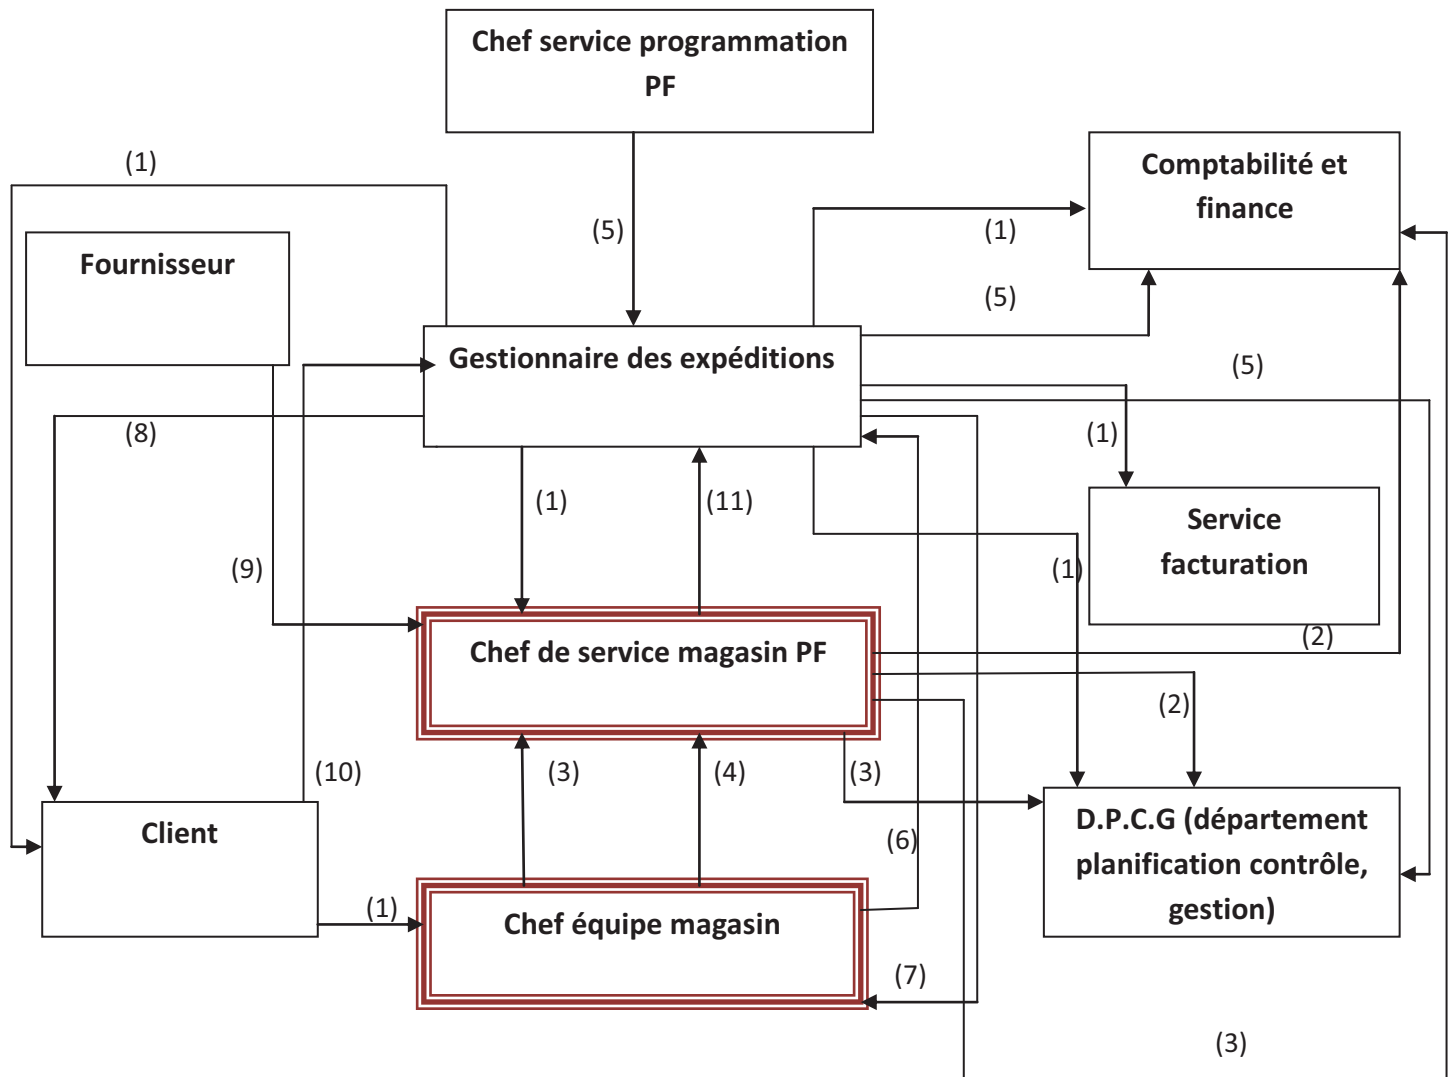 Chef service programmation
PF
(1)
Comptabilité et
finance
(5)
(1)
Fournisseur
(5)
Gestionnaire des expéditions
(5)
(8)
(1)
(1)
(11)
Service
facturation
(9)
(1)
(2)
Chef de service magasin PF
(2)
(10)
(3)
(4)
(3)
Client
D.P.C.G (département
planification contrôle,
gestion)
(6)
(1)
Chef équipe magasin
(7)
(3)